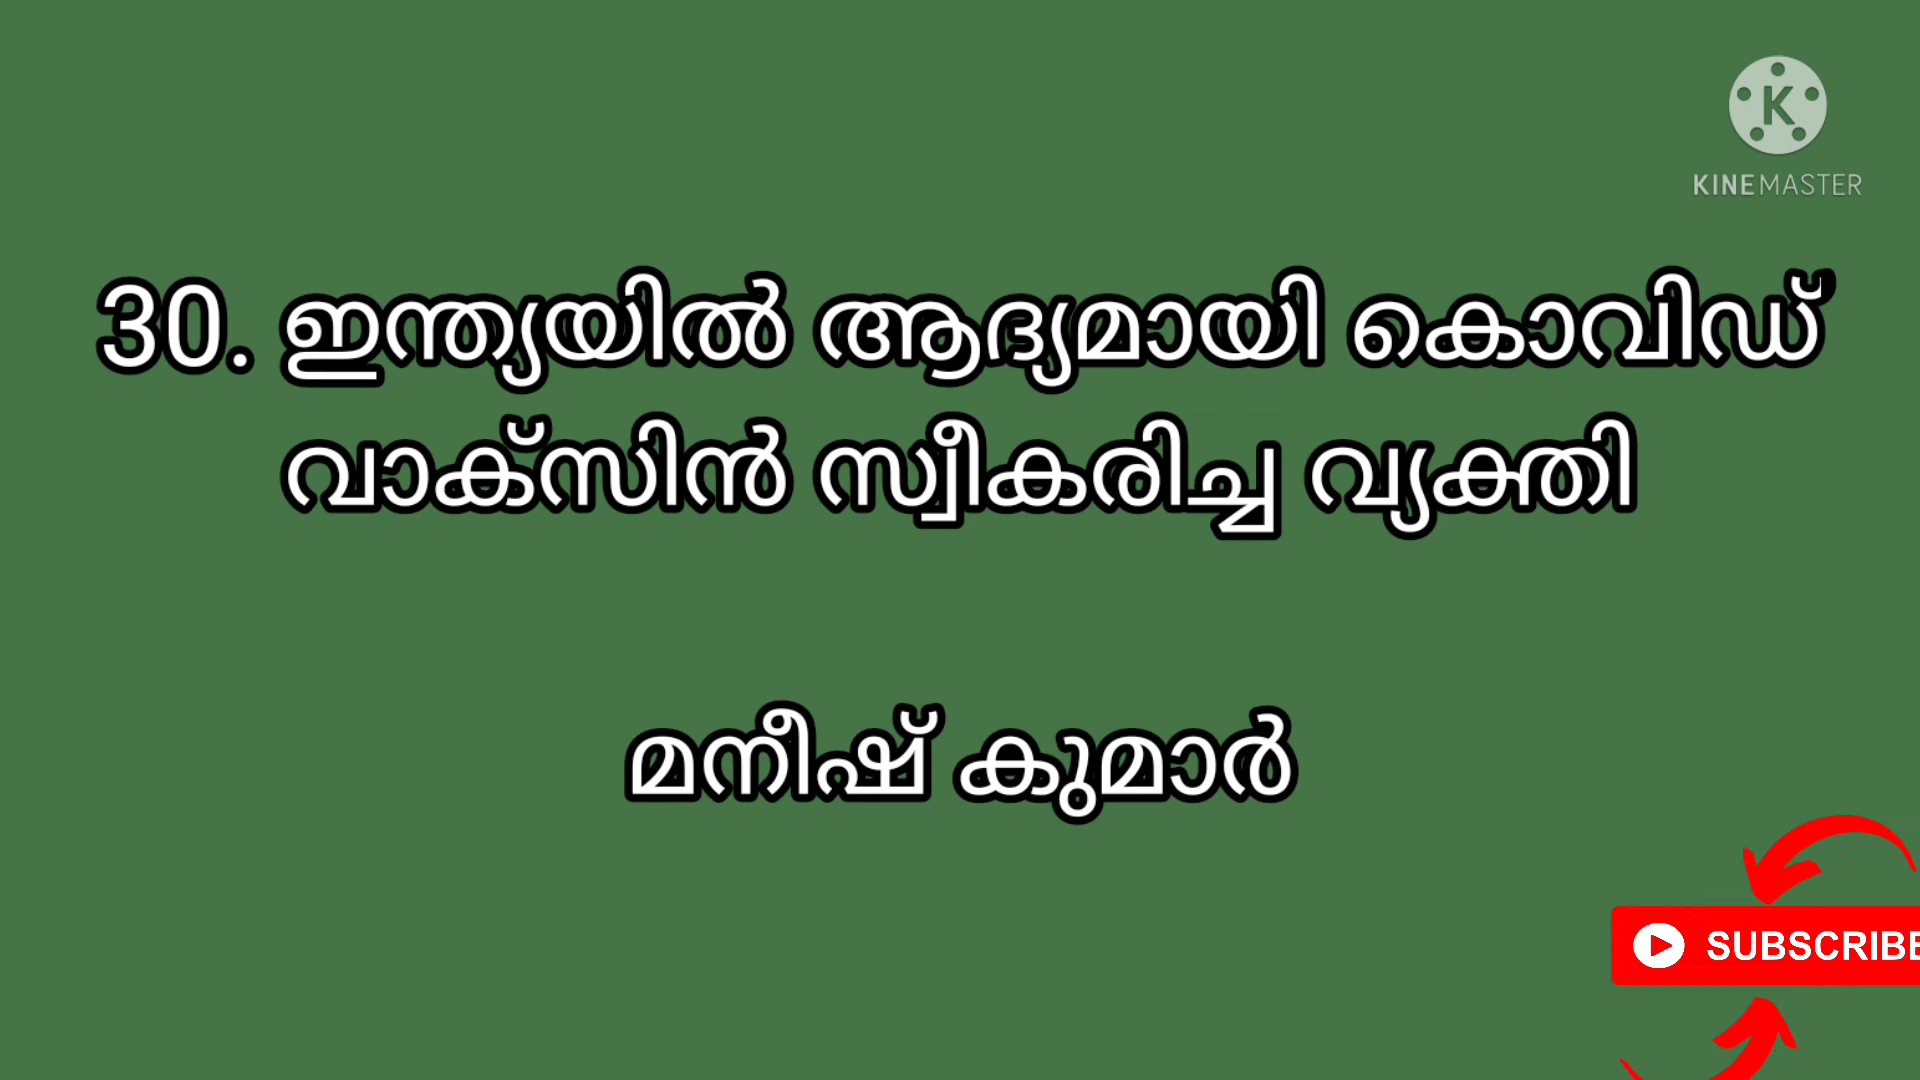 K
KINEMASTER
30. ഇന്ത്യയിൽ ആദ്യമായി കൊവിഡ്
വാക്സിൻ സ്വീകരിച്ച വ്യക്തി
മനീഷ് കുമാർ
SUBSCRIBE